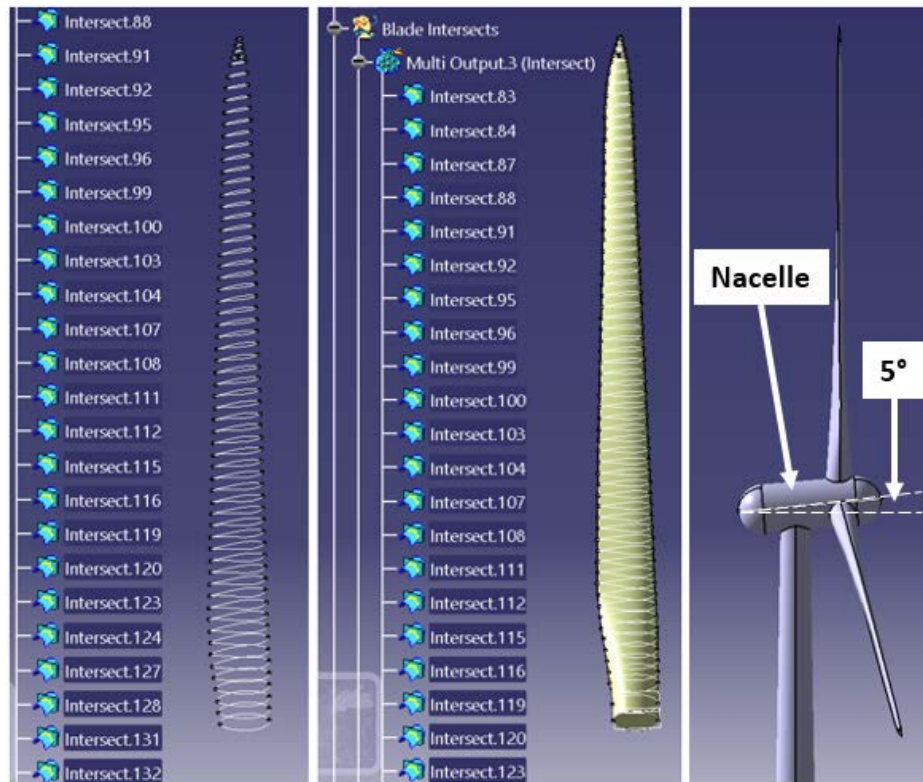 Intersect.88
Intersect.91
Intersect.92
Intersect.95
Intersect.96
Intersect.99
Intersect.100
Intersect.103
Intersect.104
Intersect.107
Intersect.108
Intersect.111
Intersect.112
Intersect.115
Intersect.116
Intersect.119
Intersect.120
Intersect.123
Intersect.124
Intersect.127
Intersect.128
Intersect.131
Intersect.132
Blade Intersects
Multi Output.3 (Intersect)
Intersect.83
Intersect.84
Intersect.87
Intersect.88
Intersect.91
Intersect.92
Intersect.95
Intersect.96
Intersect.99
Intersect.100
Intersect.103
Intersect.104
Intersect.107
Intersect.108
Intersect.111
Intersect.112
Intersect.115
Intersect.116
Intersect.119
Intersect.120
Intersect.123
Nacelle
5°